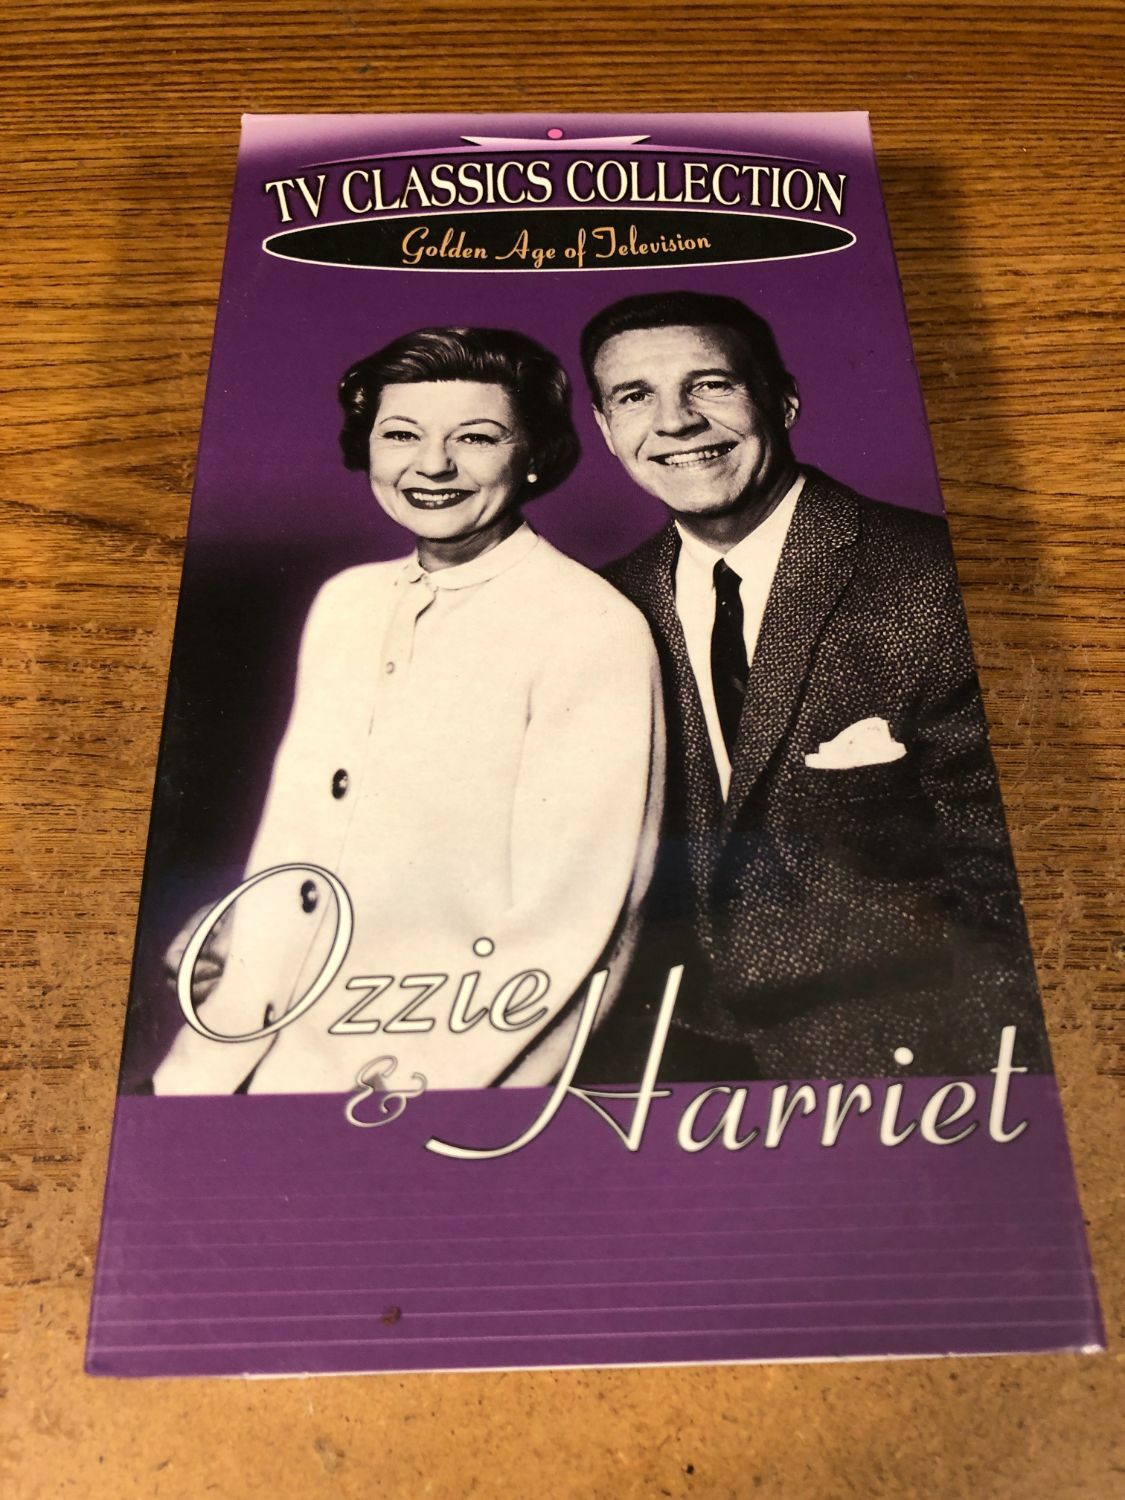 TV CLASSICS COLLECTION
Golden Age of Television
Ozzie
& Harriet